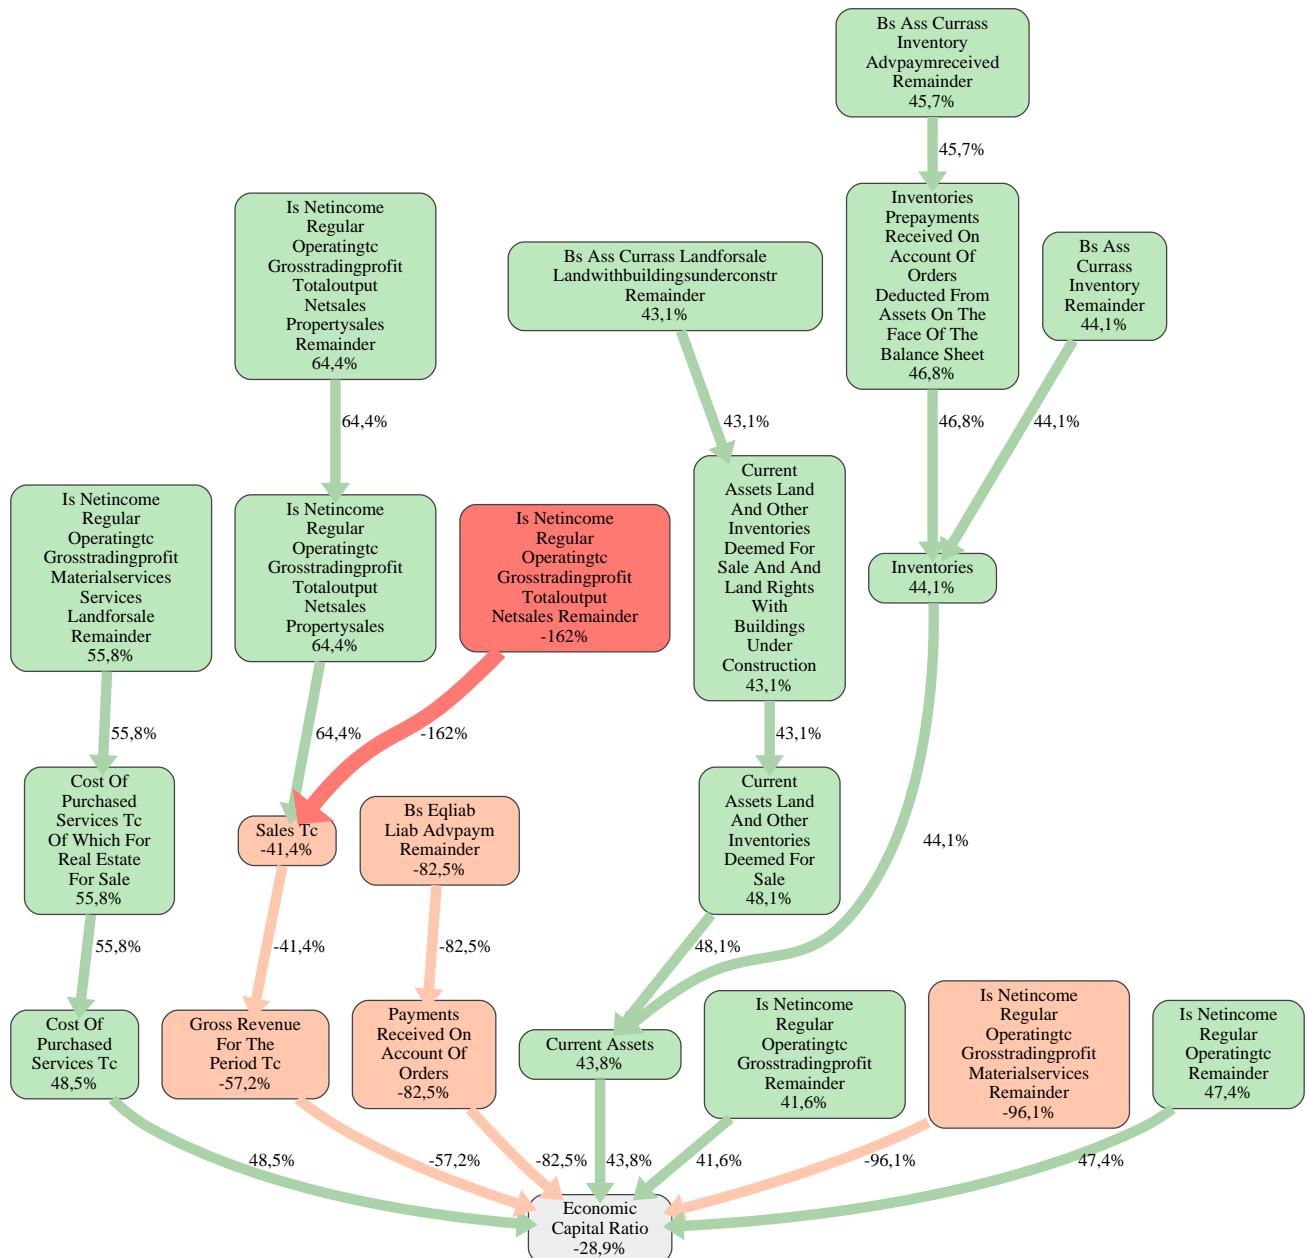 Bs Ass Currass
Inventory
Advpaymreceived
Remainder
45,7%
45,7%
Is Netincome
Regular
Operatingtc
Grosstradingprofit
Totaloutput
Netsales
Propertysales
Remainder
64,4%
Bs Ass Currass Landforsale
Landwithbuildingsunderconstr
Remainder
43,1%
Inventories
Prepayments
Received On
Account Of
Orders
Deducted From
Assets On The
Face Of The
Balance Sheet
46,8%
Bs Ass
Currass
Inventory
Remainder
44,1%
64,4%
43,1%
46,8%
44,1%
Is Netincome
Regular
Operatingtc
Grosstradingprofit
Materialservices
Services
Landforsale
Remainder
55,8%
Is Netincome
Regular
Operatingtc
Grosstradingprofit
Totaloutput
Netsales
Propertysales
64,4%
Is Netincome
Regular
Operatingtc
Grosstradingprofit
Totaloutput
Netsales Remainder
-162%
Current
Assets Land
And Other
Inventories
Deemed For
Sale And And
Land Rights
With
Buildings
Under
Construction
43,1%
Inventories
44,1%
55,8%
64,4%
-162%
43,1%
Cost Of
Purchased
Services Tc
Of Which For
Real Estate
For Sale
55,8%
Sales Tc
-41,4%
Bs Eqliab
Liab Advpaym
Remainder
-82,5%
Current
Assets Land
And Other
Inventories
Deemed For
Sale
48,1%
44,1%
55,8%
-41,4%
-82,5%
48,1%
Cost Of
Purchased
Services Tc
48,5%
Gross Revenue
For The
Period Tc
-57,2%
Payments
Received On
Account Of
Orders
-82,5%
Current Assets
43,8%
Is Netincome
Regular
Operatingtc
Grosstradingprofit
Remainder
41,6%
Is Netincome
Regular
Operatingtc
Grosstradingprofit
Materialservices
Remainder
-96,1%
Is Netincome
Regular
Operatingtc
Remainder
47,4%
48,5%
-57,2%
-82,5%
43,8%
41,6%
-96,1%
47,4%
Economic
Capital Ratio
-28,9%